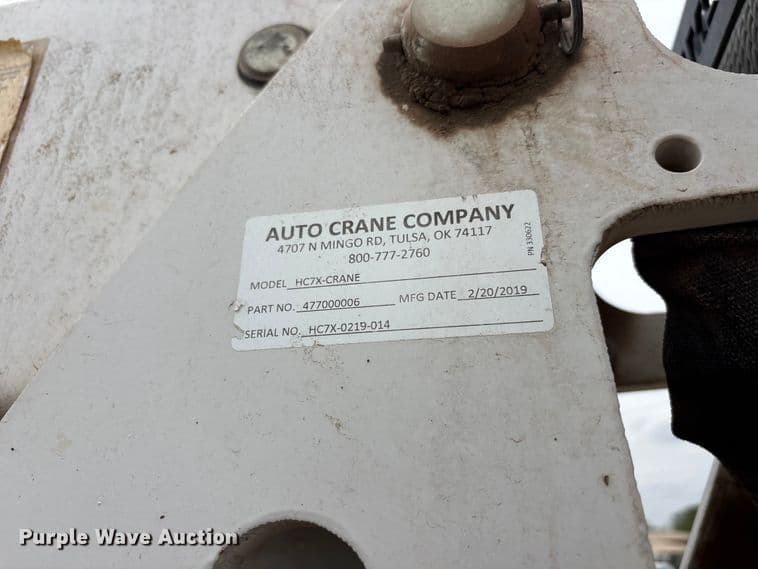 AUTO CRANE COMPANY
4707 N MINGO RD, TULSA, OK 74117
800-777-2760
PN 330622
MODEL HC7X-CRANE
PART NO. 477000006 MFG DATE 2/20/2019
SERIAL NO. HC7X-0219-014
Purple Wave Auction®